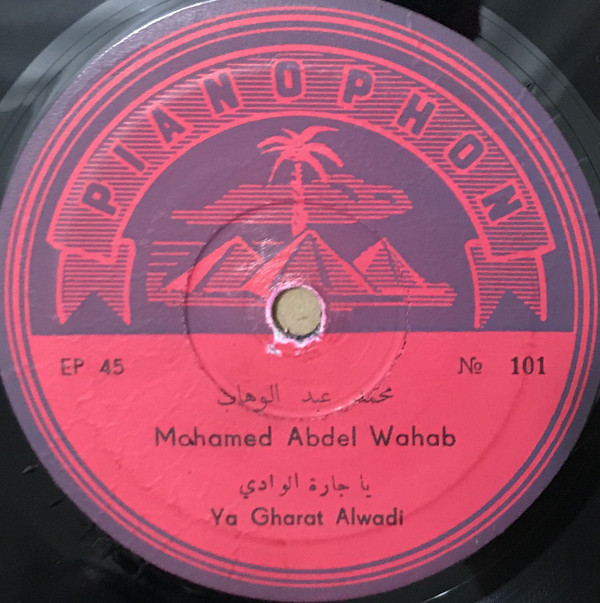 PIANOPHON
EP 45
№ 101
محمد عبد الوهاب
Mohamed Abdel Wahab
يا جارة الوادي
Ya Gharat Alwadi